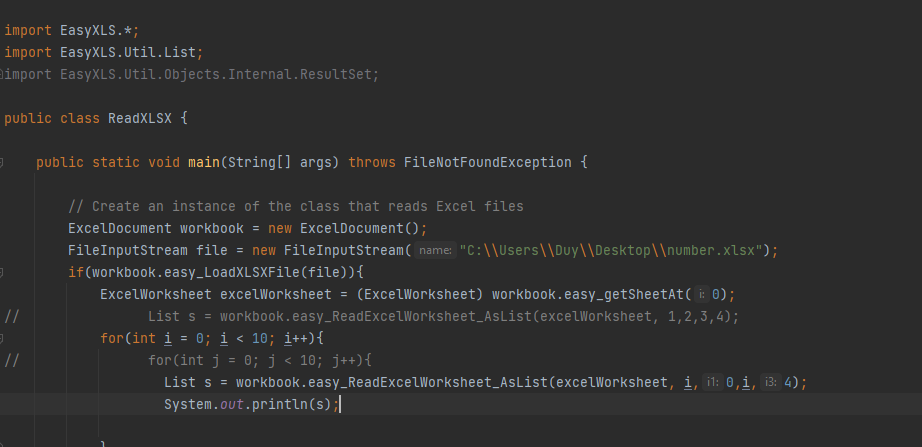 import EasyXLS.*;
import EasyXLS.Util.List;
import EasyXLS.Util.Objects.Internal.ResultSet;
public class ReadXLSX {
public static void main(String[] args) throws FileNotFoundException {
// Create an instance of the class that reads Excel files
ExcelDocument workbook = new ExcelDocument();
FileInputStream file = new FileInputStream( name: "C:\\Users\\Duy\\Desktop\\number.xlsx");
if(workbook.easy_LoadXLSXFile(file)){
ExcelWorksheet excelWorksheet = (ExcelWorksheet) workbook.easy_getSheetAt( i: 0);
// List s = workbook.easy_ReadExcelWorksheet_AsList(excelWorksheet, 1,2,3,4);
for(int i = 0; i < 10; i++){
// for(int j = 0; j < 10; j++){
List s = workbook.easy_ReadExcelWorksheet_AsList(excelWorksheet, i, i1: 0,i, i3: 4);
System.out.println(s);
}